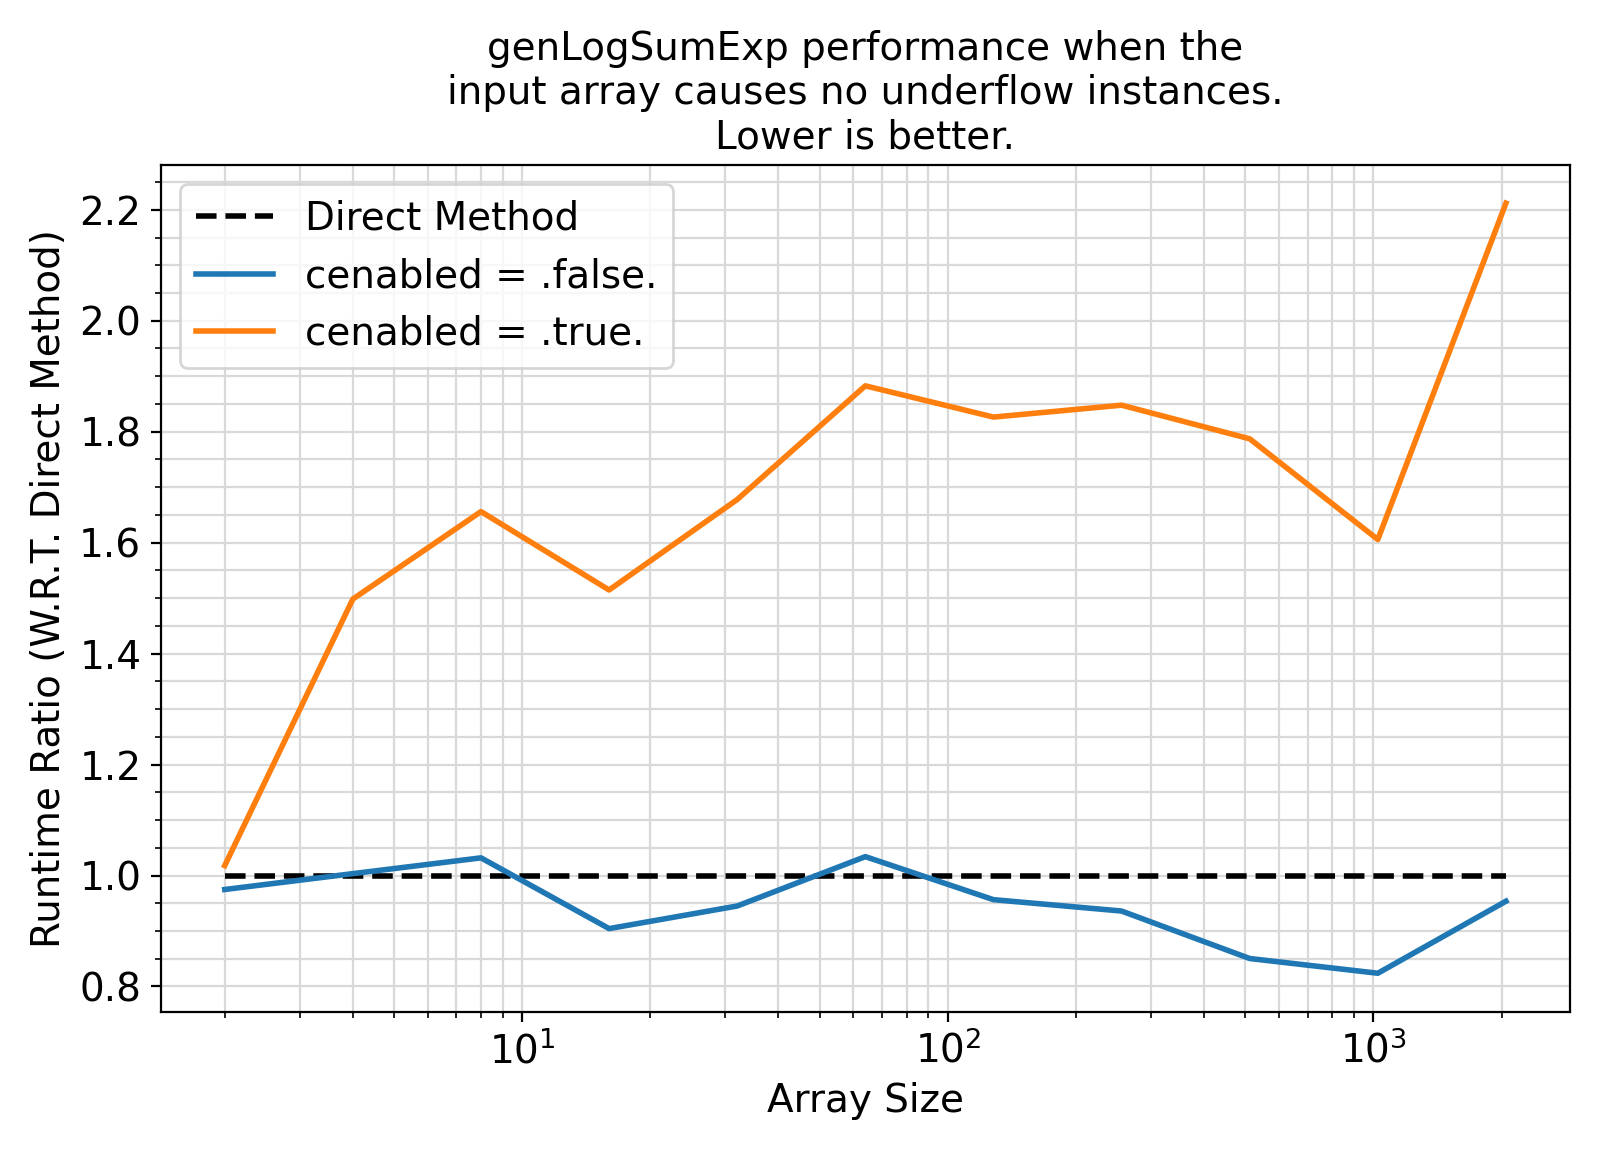 genLogSumExp performance when the
input array causes no underflow instances.
Lower is better.
Direct Method
cenabled = .false.
cenabled = .true.
Runtime Ratio (W.R.T. Direct Method)
2.2
2.0
1.8
1.6
1.4
1.2
1.0
0.8
10¹ 10² 10³
Array Size